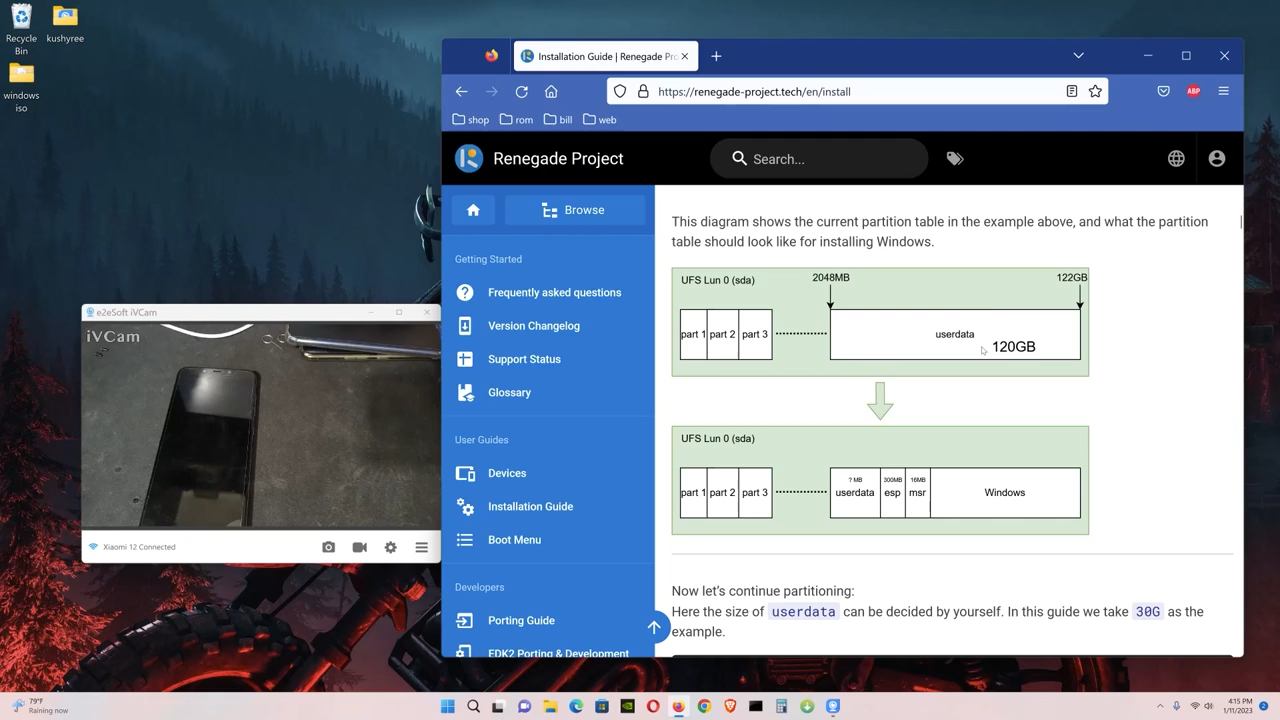 Recycle
Bin
kushyree
windows
iso
Installation Guide | Renegade Pro
https://renegade-project.tech/en/install
ABP
shop
rom
bill
web
Renegade Project
Search...
Browse
Getting Started
Frequently asked questions
Version Changelog
Support Status
Glossary
User Guides
Devices
Installation Guide
Boot Menu
Developers
Porting Guide
EDK2 Porting & Development
This diagram shows the current partition table in the example above, and what the partition
table should look like for installing Windows.
UFS Lun 0 (sda)
2048MB
122GB
part 1
part 2
part 3
userdata
120GB
UFS Lun 0 (sda)
part 1
part 2
part 3
? MB
userdata
300MB
esp
16MB
msr
Windows
Now let's continue partitioning:
Here the size of userdata can be decided by yourself. In this guide we take 30G as the
example.
e2eSoft iVCam
iVCam
Xiaomi 12 Connected
79°F
Raining now
4:15 PM
1/11/2023
2